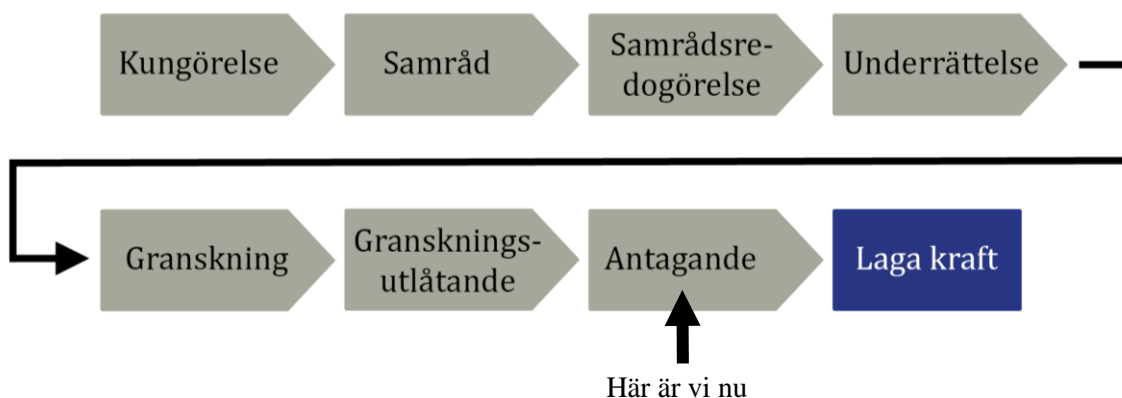 Kungörelse
Samråd
Samrådsre-
dogörelse
Underrättelse
Granskning
Gransknings-
utlåtande
Antagande
Laga kraft
Här är vi nu